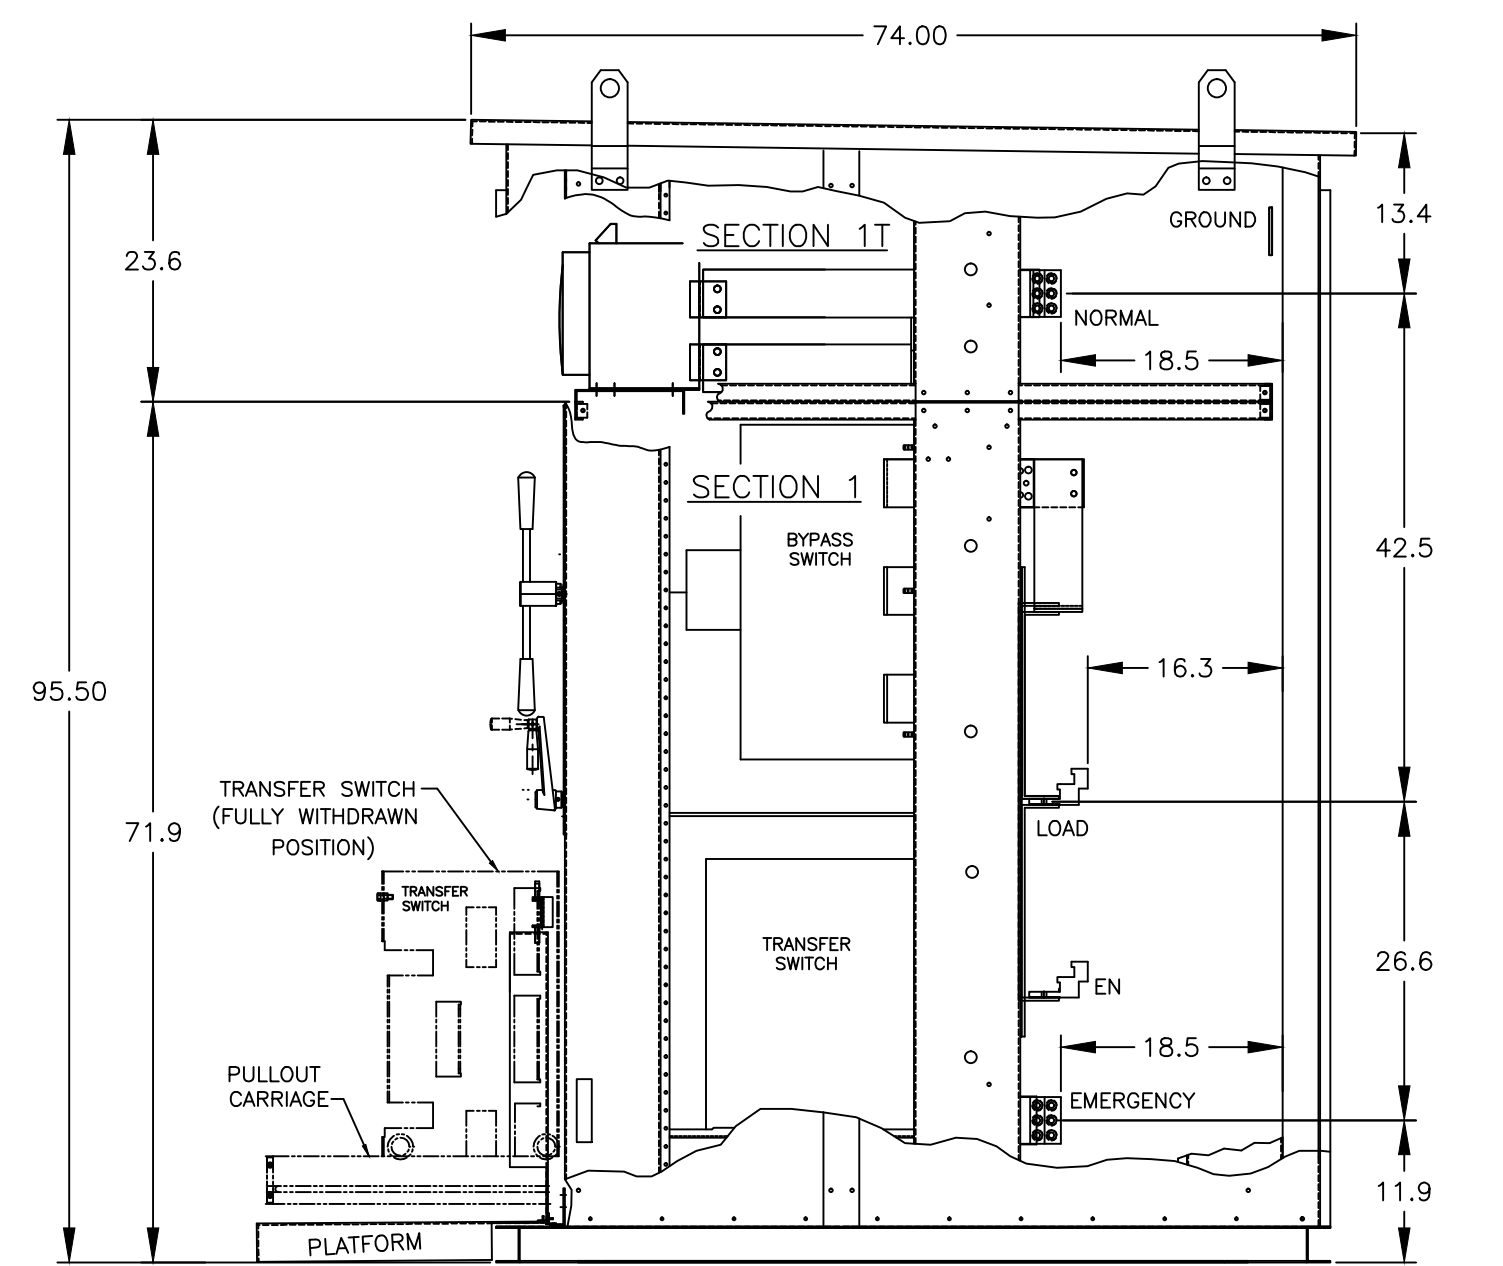 74.00
GROUND
13.4
SECTION 1T
23.6
NORMAL
18.5
SECTION 1
BYPASS
SWITCH
42.5
16.3
95.50
TRANSFER SWITCH
(FULLY WITHDRAWN
POSITION)
71.9
LOAD
TRANSFER
SWITCH
TRANSFER
SWITCH
26.6
EN
18.5
PULLOUT
CARRIAGE
EMERGENCY
11.9
PLATFORM